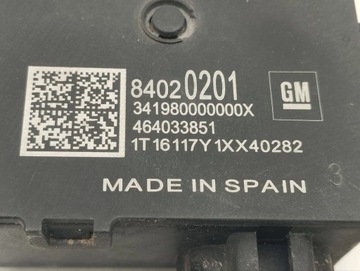 84020201
GM
341980000000X
464033851
1T16117Y1XX40282
MADE IN SPAIN
3